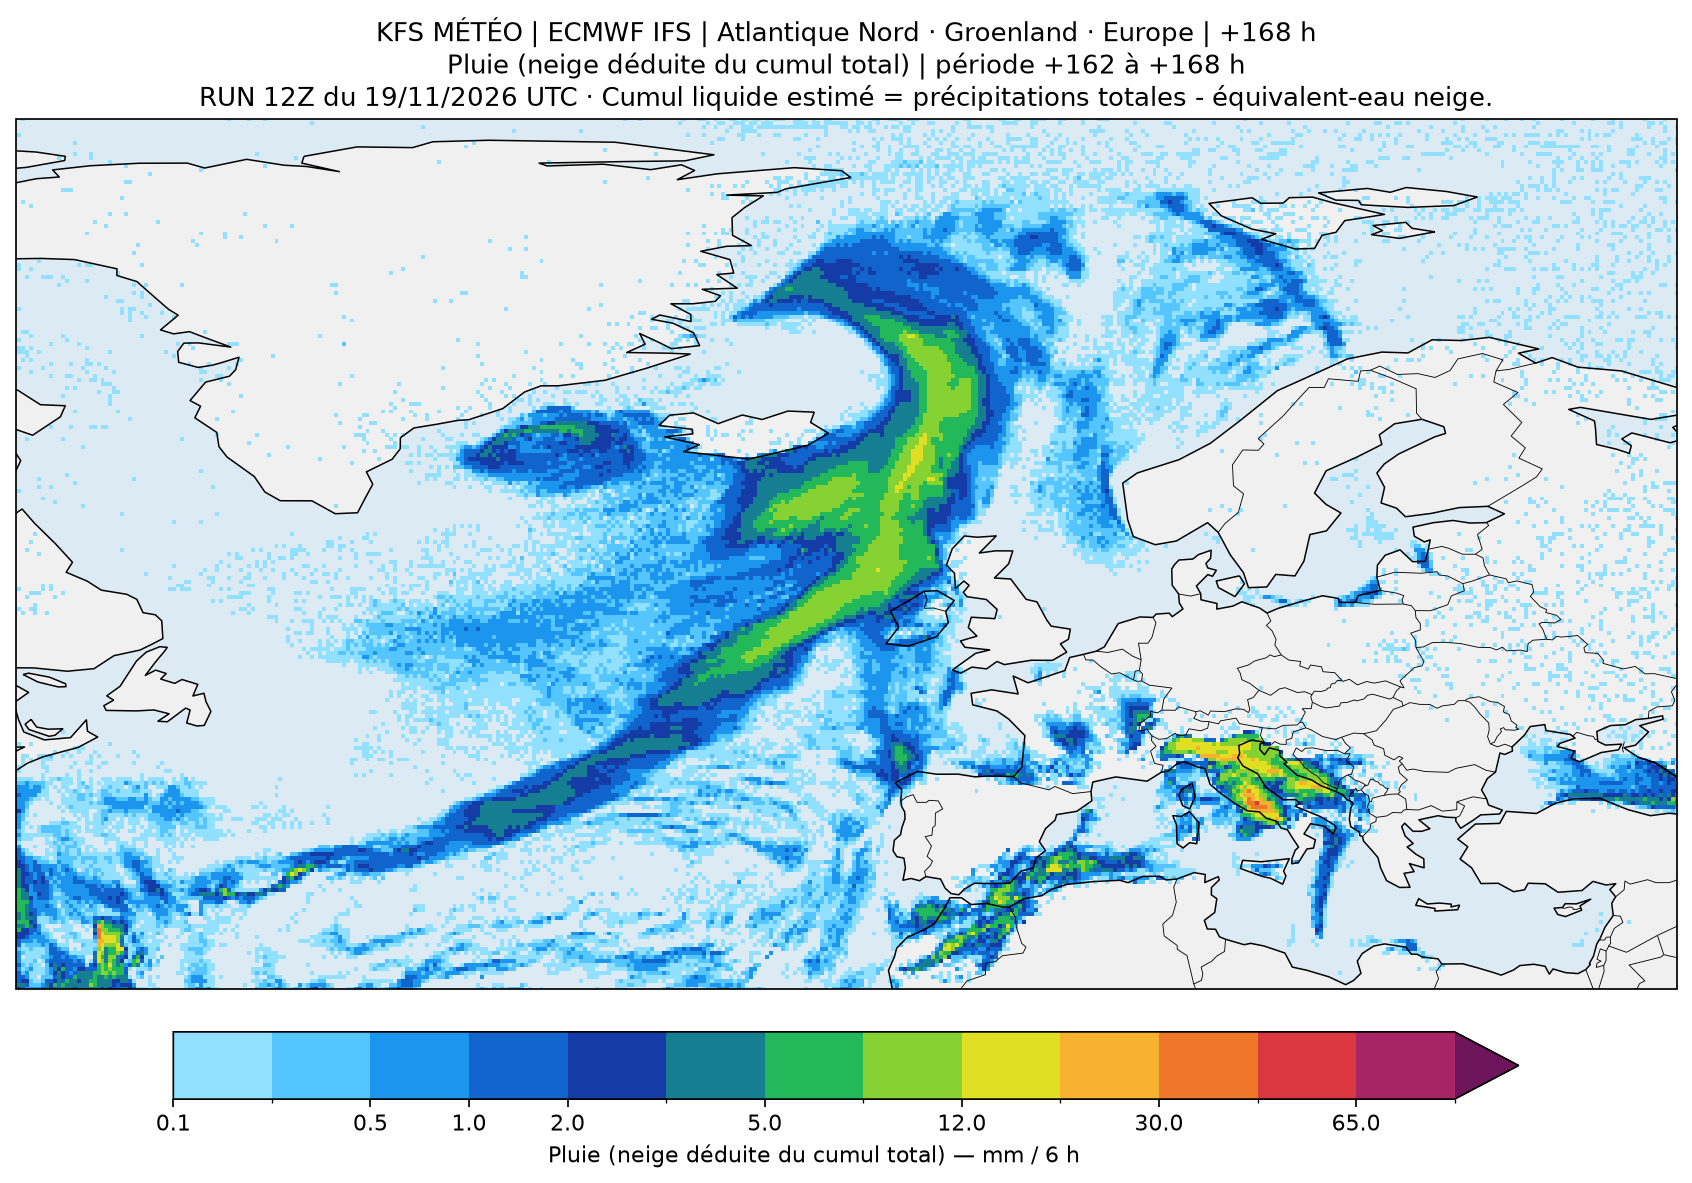 KFS MÉTÉO | ECMWF IFS | Atlantique Nord · Groenland · Europe | +168 h
Pluie (neige déduite du cumul total) | période +162 à +168 h
RUN 12Z du 19/11/2026 UTC · Cumul liquide estimé = précipitations totales - équivalent-eau neige.
0.1 0.5 1.0 2.0 5.0 12.0 30.0 65.0
Pluie (neige déduite du cumul total) — mm / 6 h